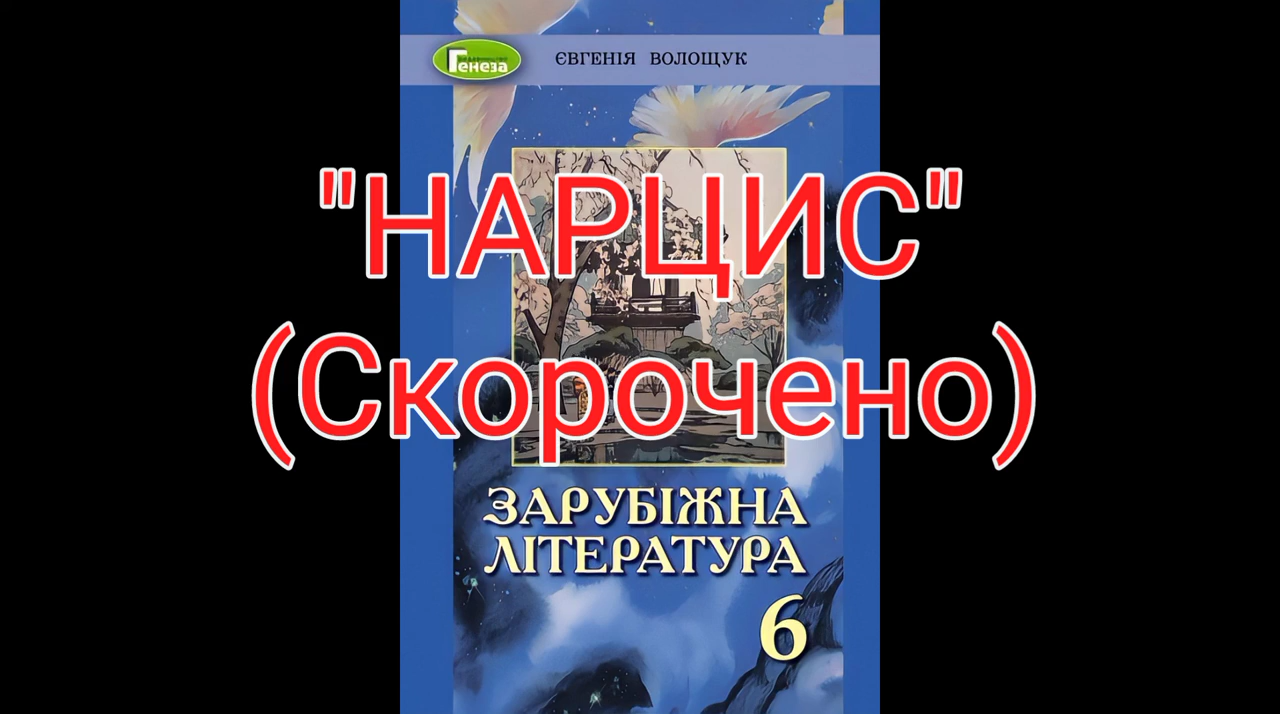 Генеза
ЄВГЕНІЯ ВОЛОЩУК
"НАРЦИС"
(Скорочено)
ЗАРУБІЖНА
ЛІТЕРАТУРА
6